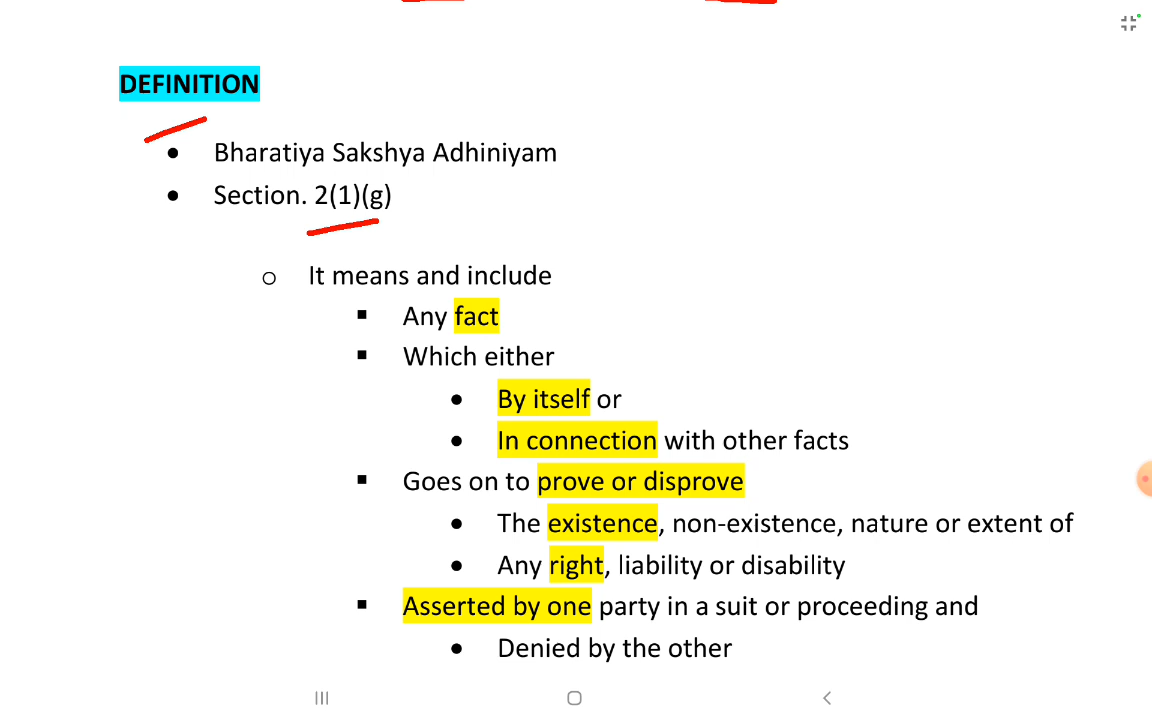 DEFINITION
• Bharatiya Sakshya Adhiniyam
• Section. 2(1)(g)
o It means and include
▪ Any fact
▪ Which either
• By itself or
• In connection with other facts
▪ Goes on to prove or disprove
• The existence, non-existence, nature or extent of
• Any right, liability or disability
▪ Asserted by one party in a suit or proceeding and
• Denied by the other